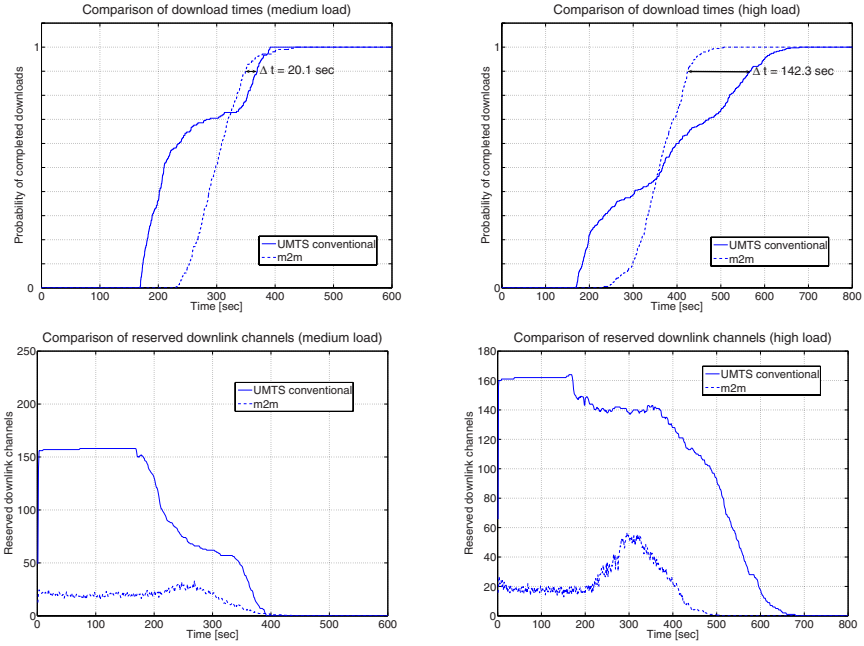 Comparison of download times (medium load)
Probability of completed downloads
1
0
Δ t = 20.1 sec
UMTS conventional
m2m
0 100 200 300 400 500 600
Time [sec]
Comparison of download times (high load)
Probability of completed downloads
1
0
Δ t = 142.3 sec
UMTS conventional
m2m
0 100 200 300 400 500 600 700 800
Time [sec]
Comparison of reserved downlink channels (medium load)
Reserved downlink channels
250
200
150
100
50
0
UMTS conventional
m2m
0 100 200 300 400 500 600
Time [sec]
Comparison of reserved downlink channels (high load)
Reserved downlink channels
180
160
140
120
100
80
60
40
20
0
UMTS conventional
m2m
0 100 200 300 400 500 600 700 800
Time [sec]